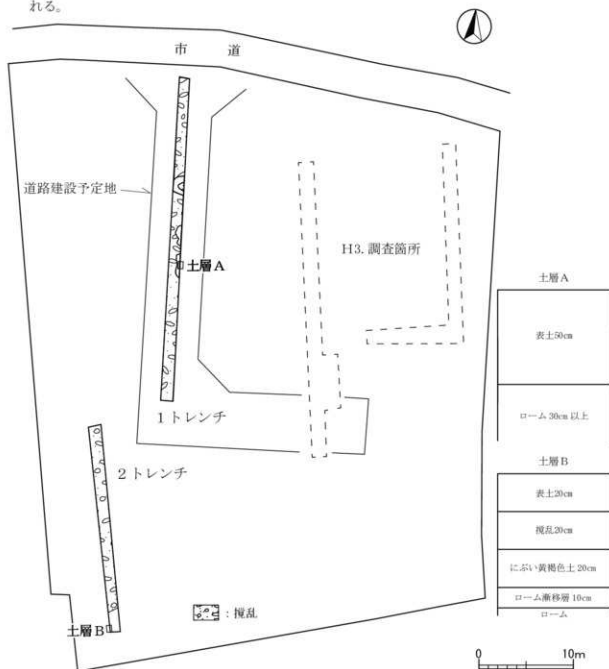 れる。
市　道
道路建設予定地
土層A
H3. 調査箇所
1トレンチ
2トレンチ
土層B
：攪乱
土層A
表土50cm
ローム 30cm 以上
土層B
表土20cm
攪乱20cm
にぶい黄褐色土 20cm
ローム漸移層 10cm
ローム
0　10m